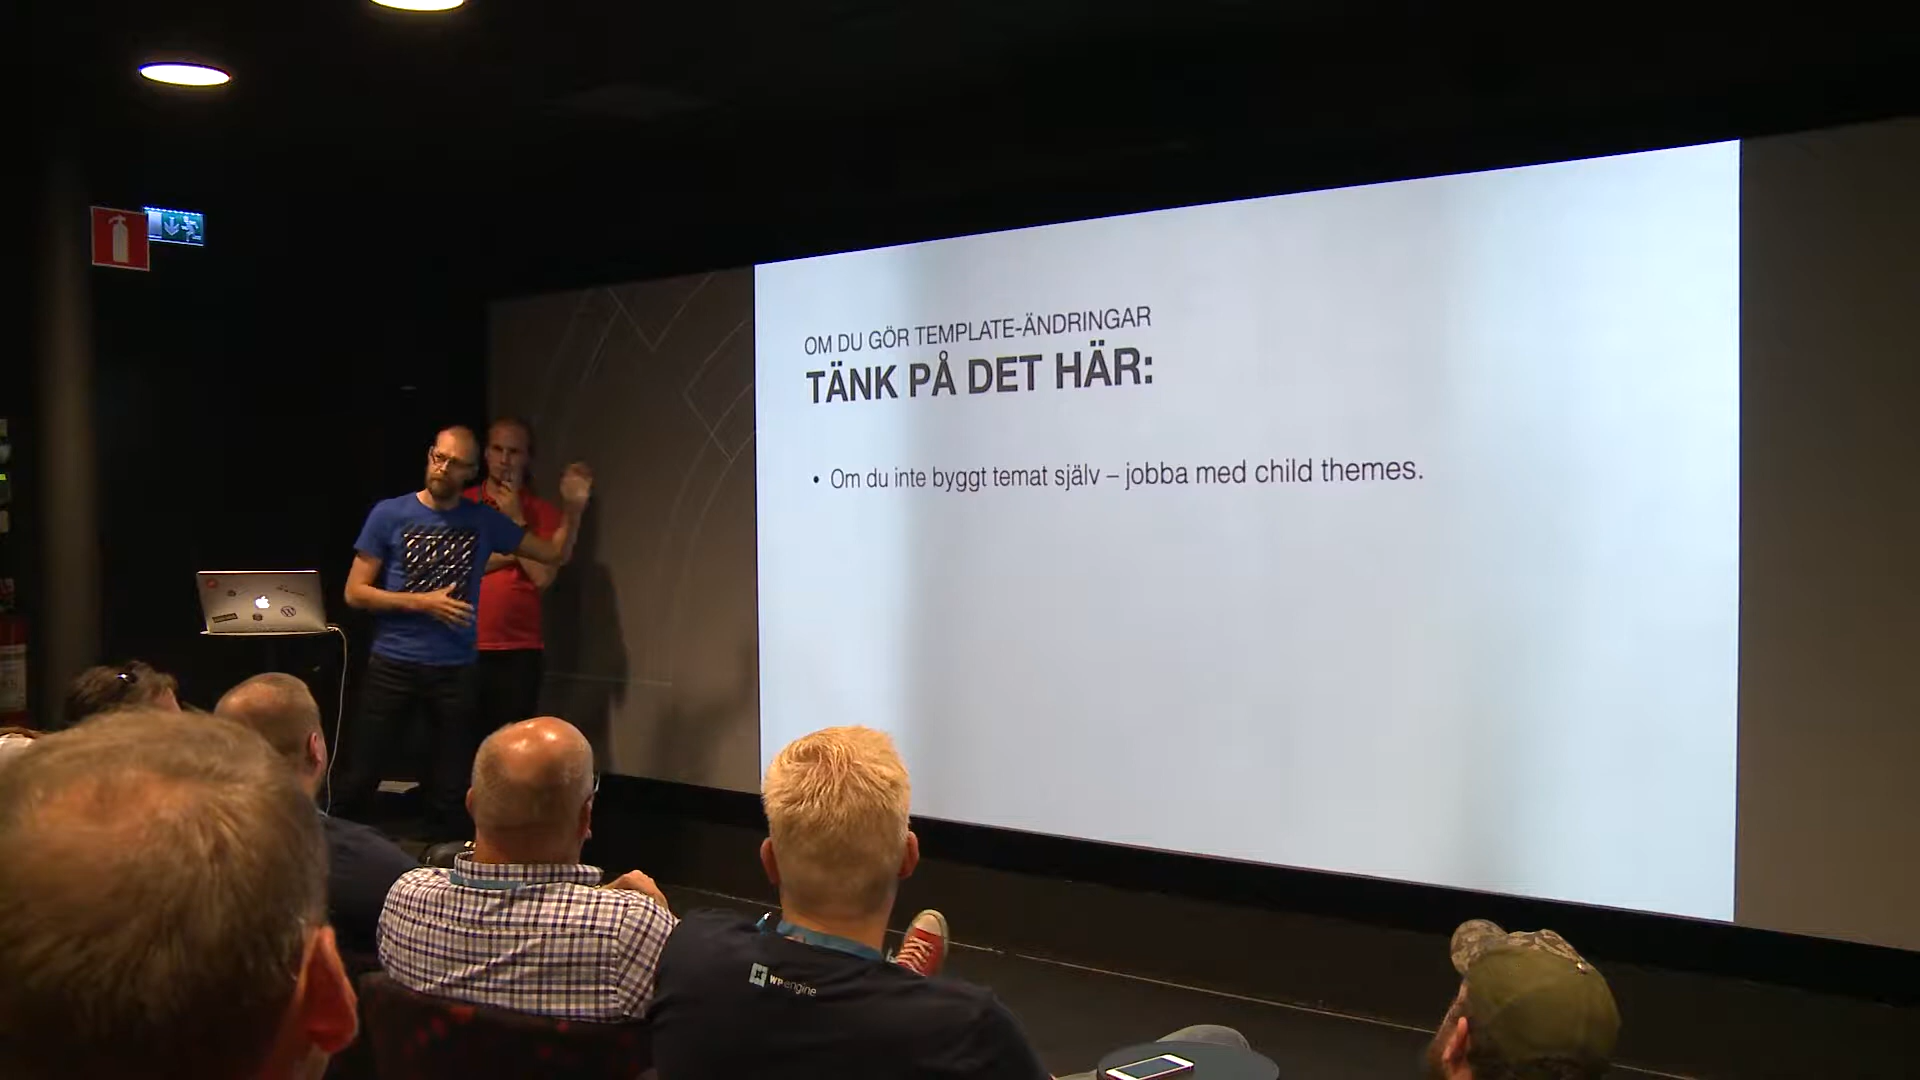 OM DU GÖR TEMPLATE-ÄNDRINGAR
TÄNK PÅ DET HÄR:
• Om du inte byggt temat själv – jobba med child themes.
WP engine